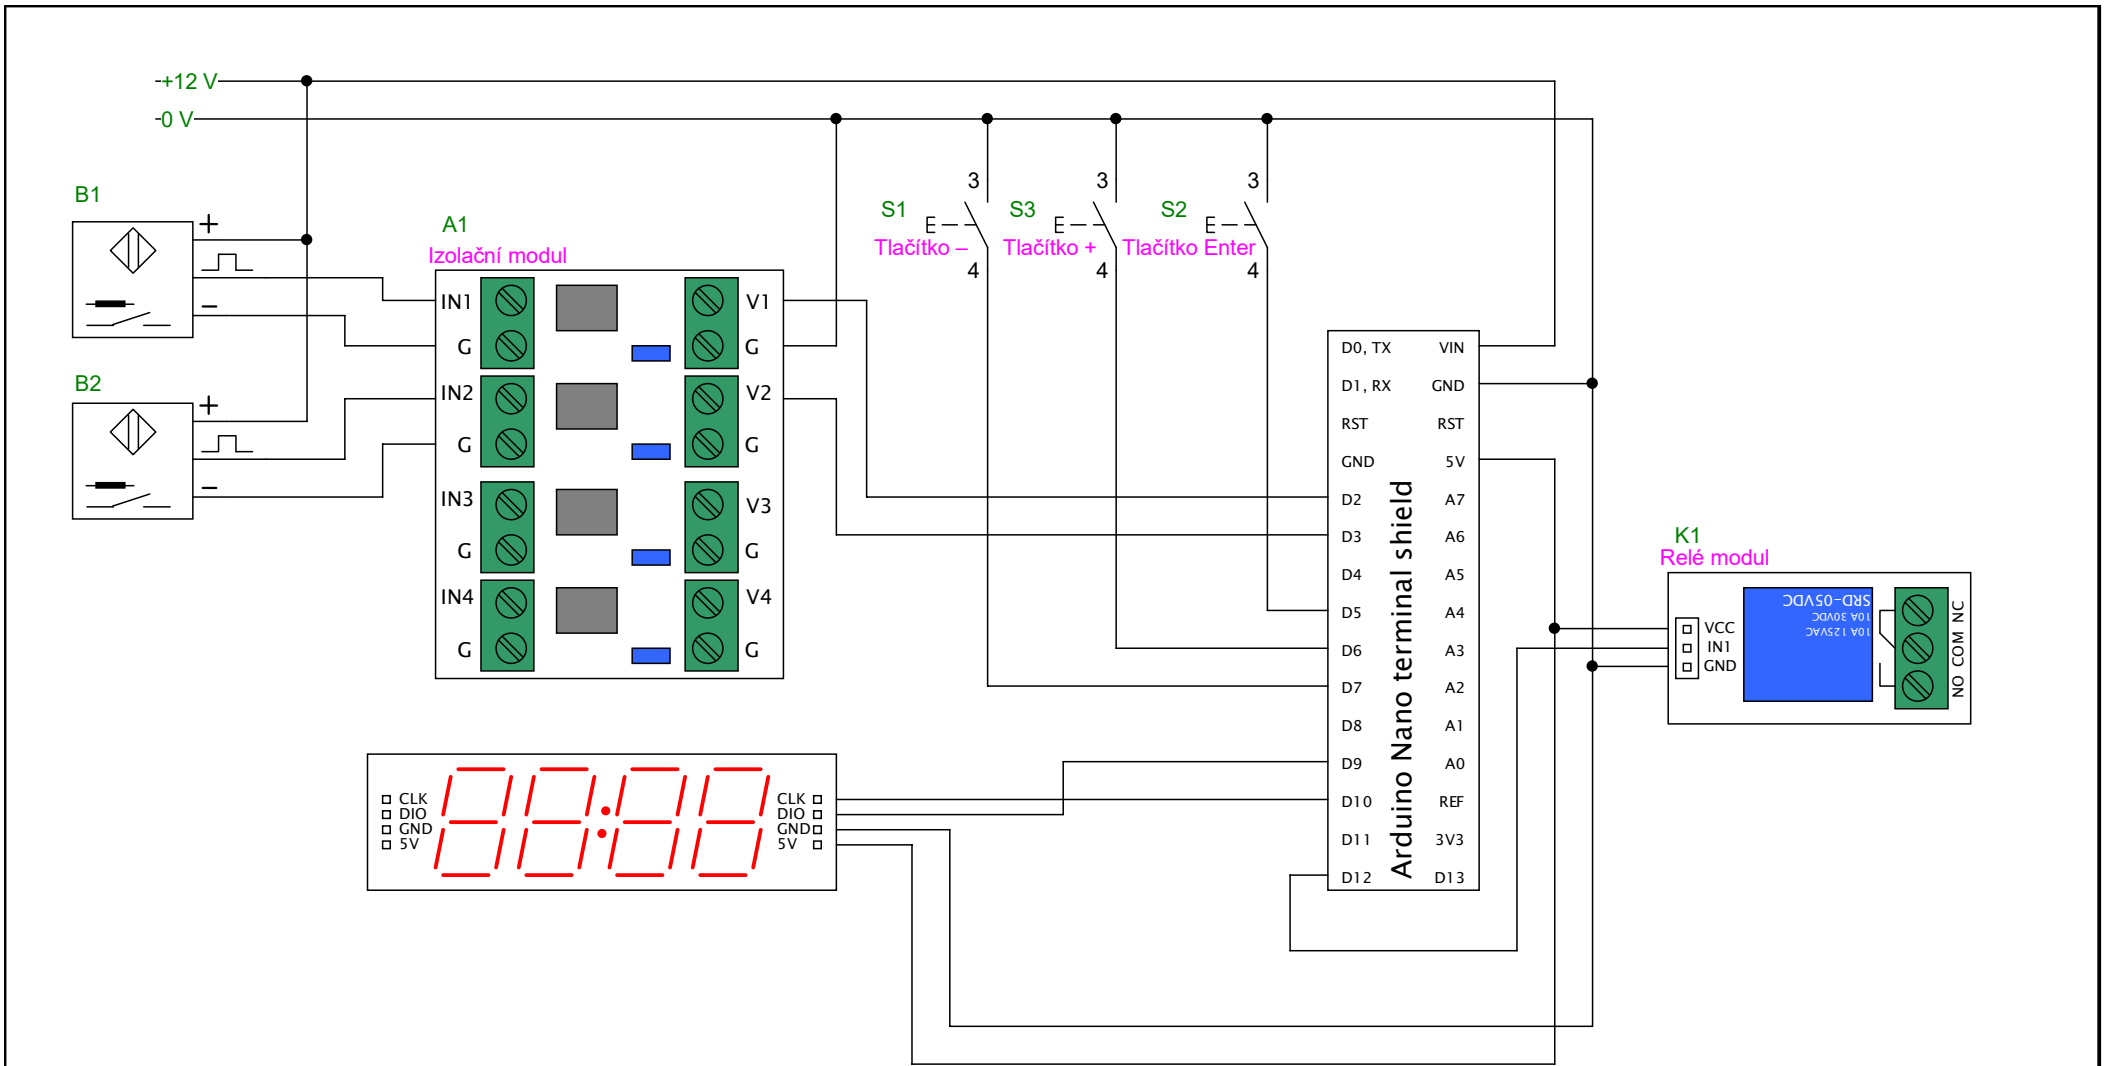 -+12 V
-0 V
B1
+
−
B2
+
−
A1
Izolační modul
IN1
V1
G
G
IN2
V2
G
G
IN3
V3
G
G
IN4
V4
G
G
3
S1
Tlačítko –
4
3
S3
Tlačítko +
4
3
S2
Tlačítko Enter
4
D0, TX
VIN
D1, RX
GND
RST
RST
GND
5V
D2
A7
D3
A6
D4
A5
D5
A4
D6
A3
D7
A2
D8
A1
D9
A0
D10
REF
D11
3V3
D12
D13
Arduino Nano terminal shield
K1
Relé modul
VCC
IN1
GND
SRD-05VDC
10A 30VDC
10A 125VAC
NO COM NC
CLK
DIO
GND
5V
88:88
CLK
DIO
GND
5V